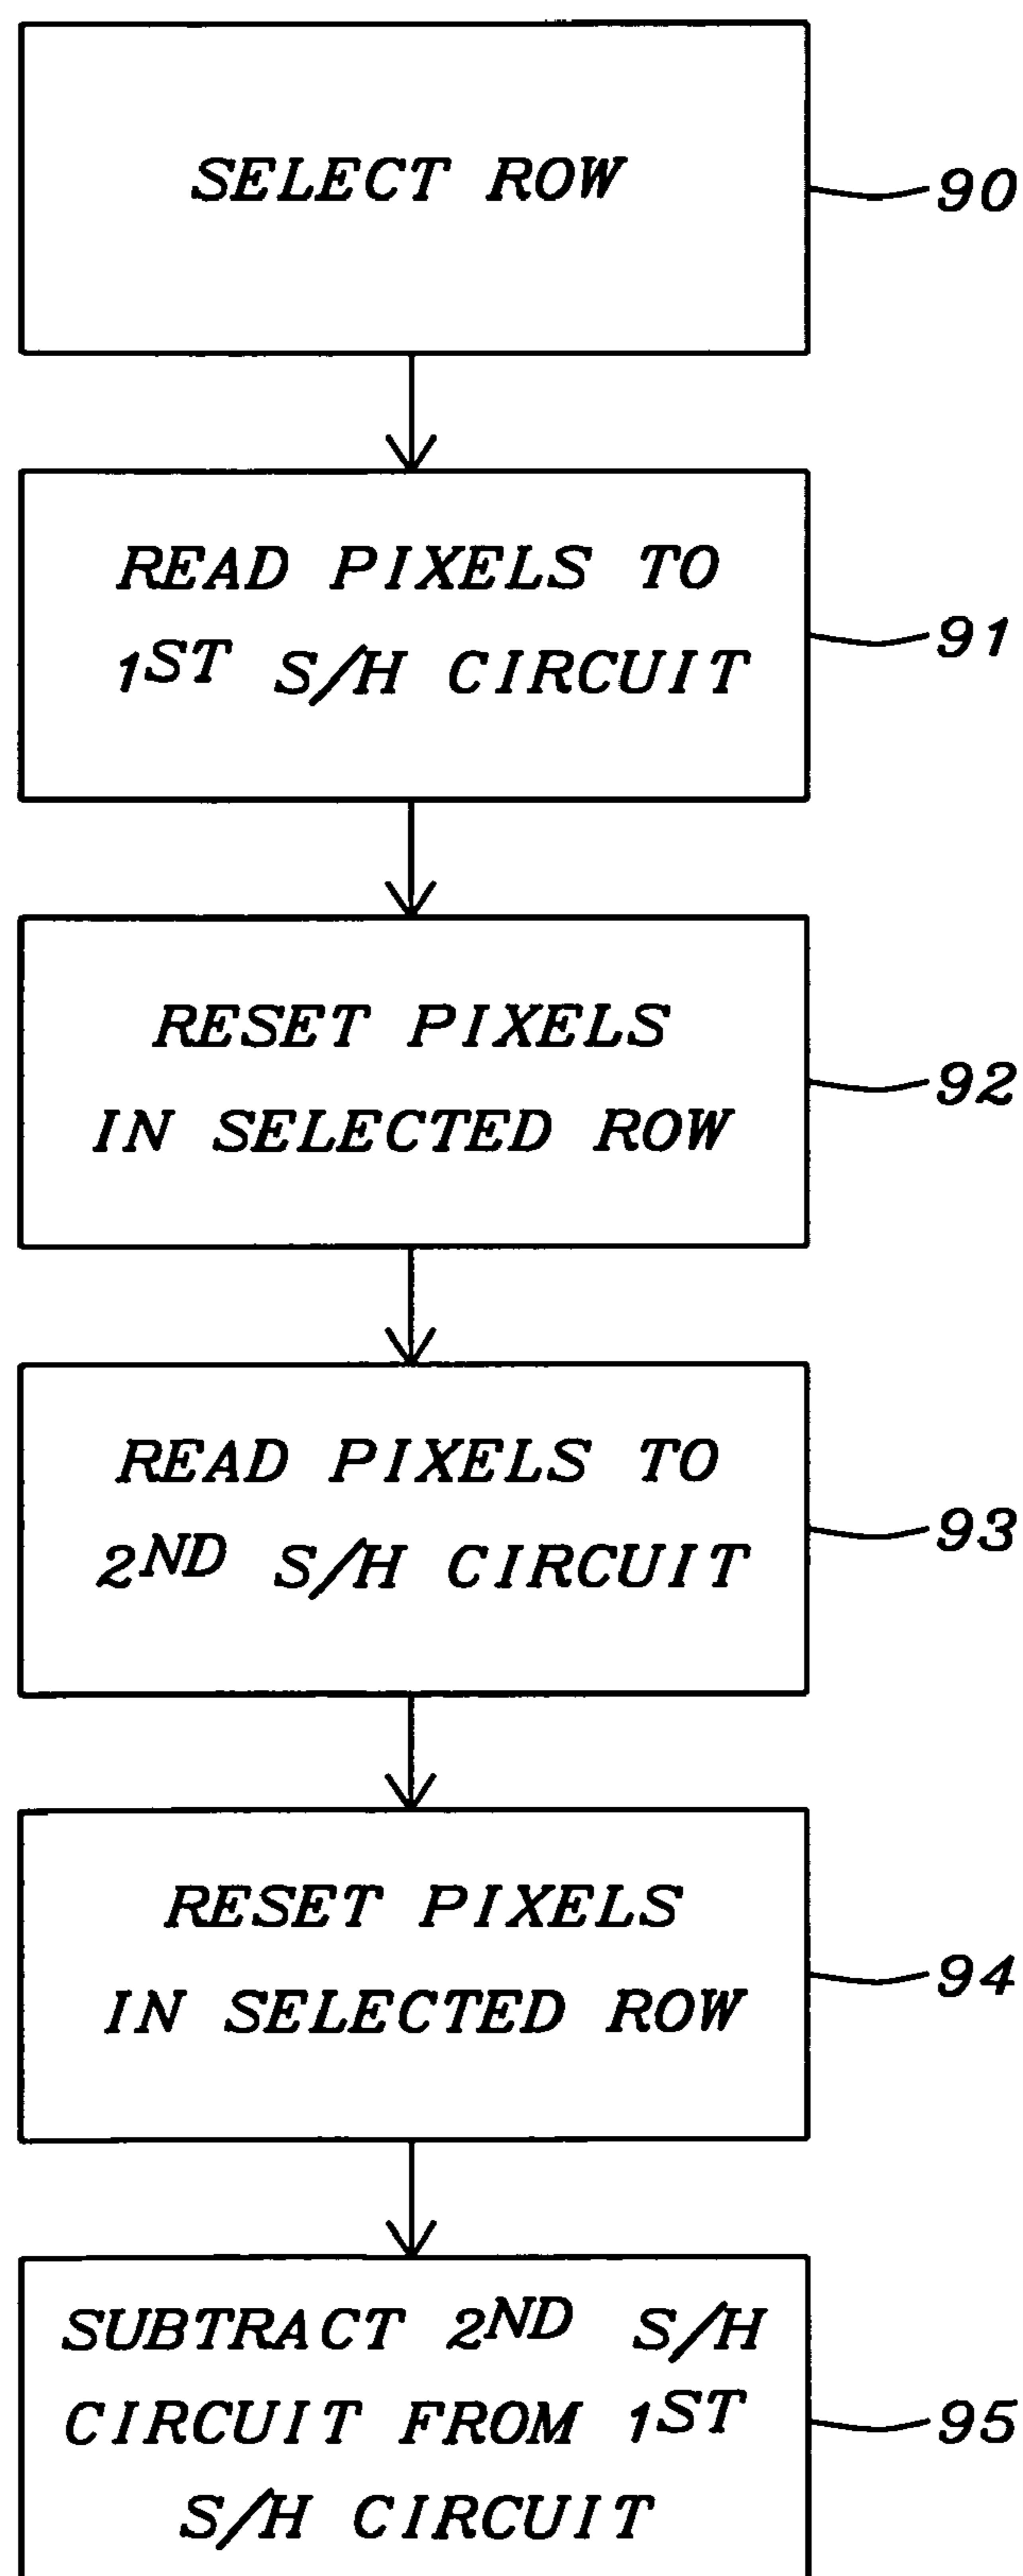 SELECT ROW
90
READ PIXELS TO
1ST S/H CIRCUIT
91
RESET PIXELS
IN SELECTED ROW
92
READ PIXELS TO
2ND S/H CIRCUIT
93
RESET PIXELS
IN SELECTED ROW
94
SUBTRACT 2ND S/H
CIRCUIT FROM 1ST
S/H CIRCUIT
95